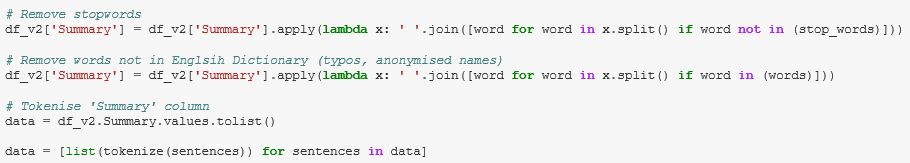 # Remove stopwords
df_v2['Summary'] = df_v2['Summary'].apply(lambda x: ' '.join([word for word in x.split() if word not in (stop_words)]))
# Remove words not in Englsih Dictionary (typos, anonymised names)
df_v2['Summary'] = df_v2['Summary'].apply(lambda x: ' '.join([word for word in x.split() if word in (words)]))
# Tokenise 'Summary' column
data = df_v2.Summary.values.tolist()
data = [list(tokenize(sentences)) for sentences in data]